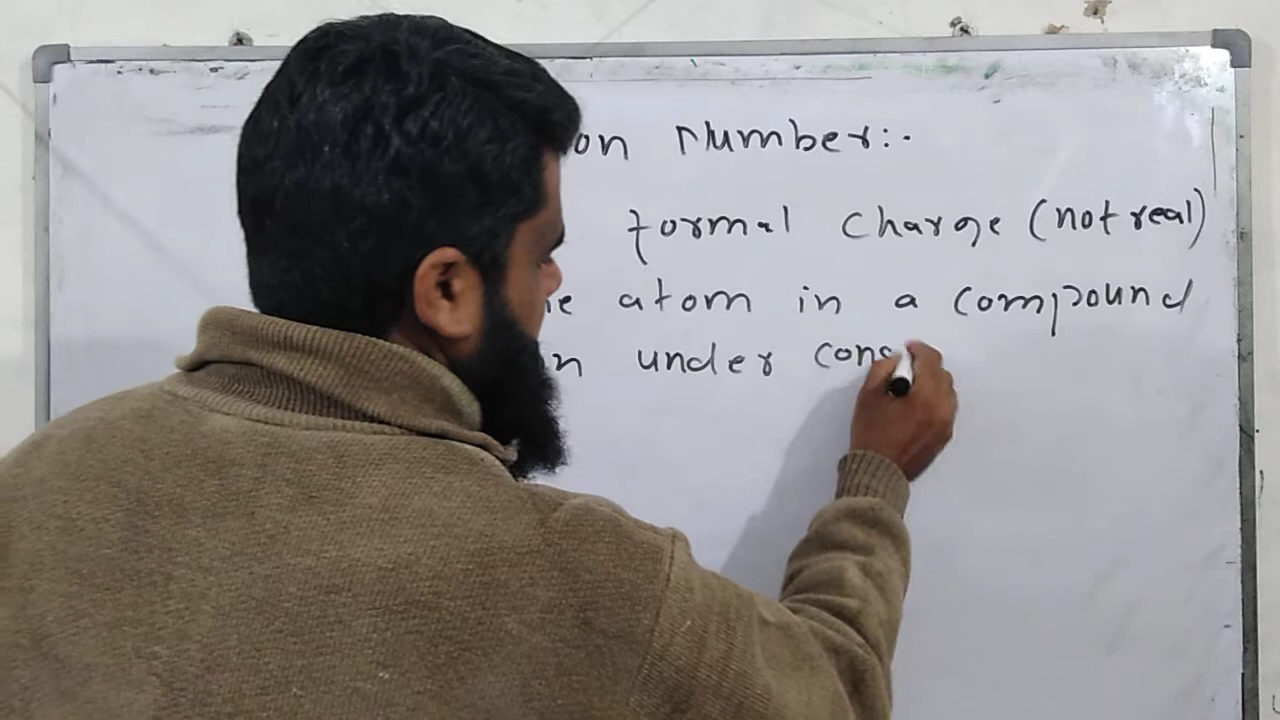 on Number:-
formal charge (not real)
atom in a compound
under cons